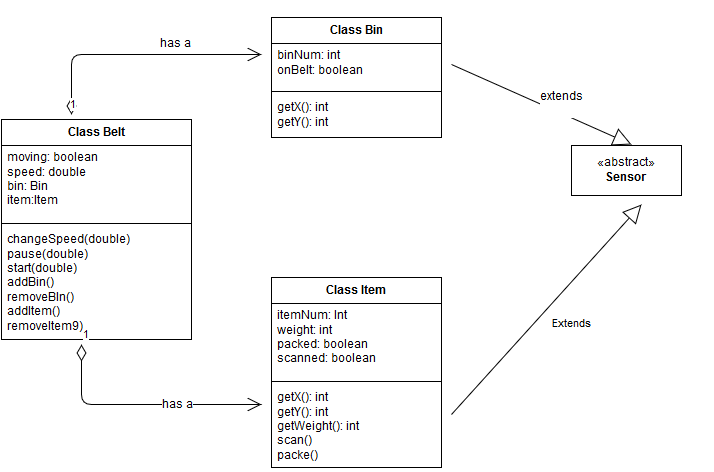 Class Bin
binNum: int
onBelt: boolean
getX(): int
getY(): int
has a
1
extends
Class Belt
moving: boolean
speed: double
bin: Bin
item:Item
changeSpeed(double)
pause(double)
start(double)
addBin()
removeBIn()
addItem()
removeItem9)
1
«abstract»
Sensor
Class Item
itemNum: Int
weight: int
packed: boolean
scanned: boolean
getX(): int
getY(): int
getWeight(): int
scan()
packe()
Extends
has a